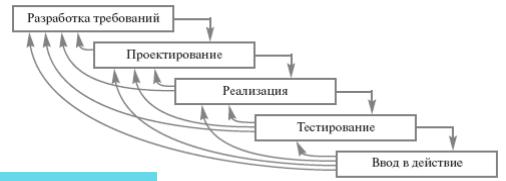 Разработка требований
Проектирование
Реализация
Тестирование
Ввод в действие